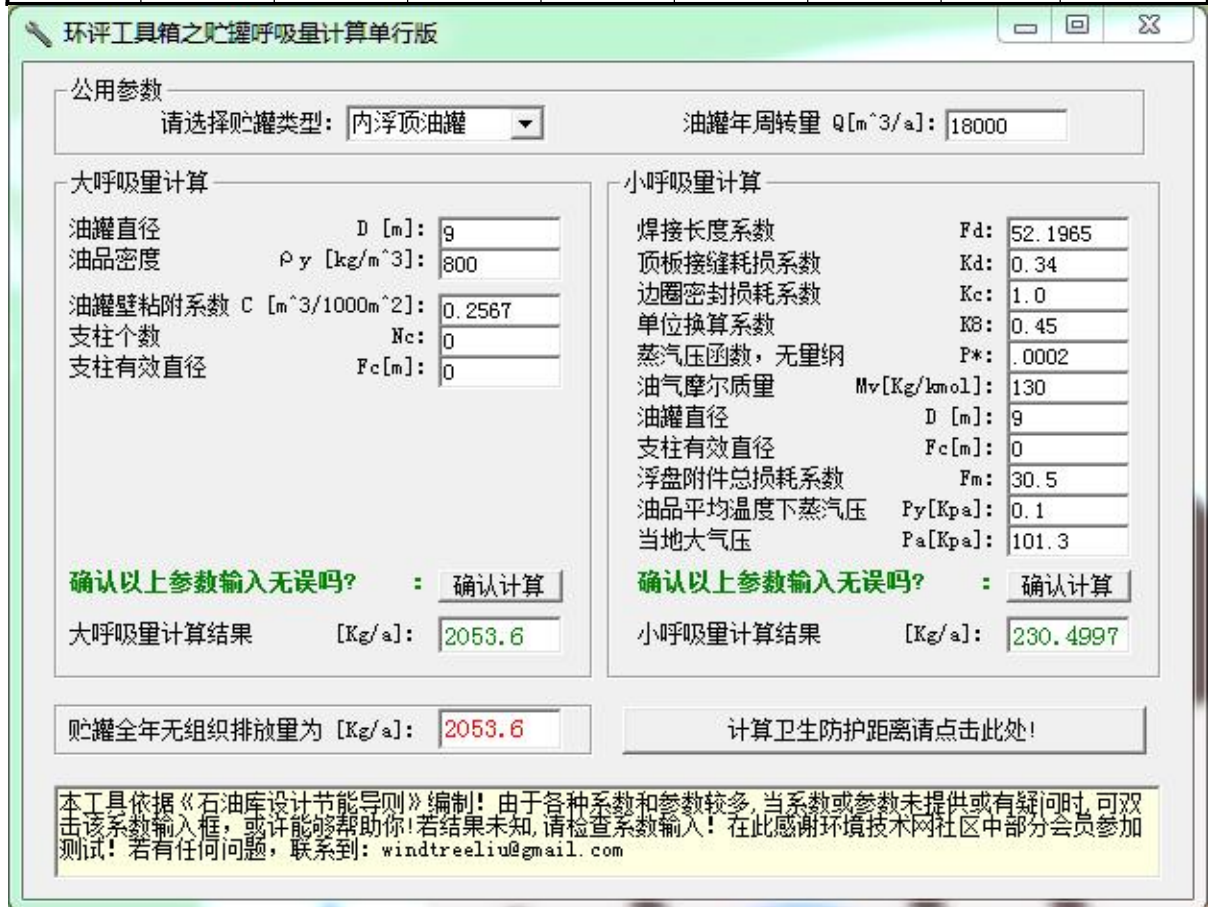 环评工具箱之贮罐呼吸量计算单行版
公用参数
请选择贮罐类型: 内浮顶油罐 油罐年周转量 Q[m^3/a]: 18000
大呼吸量计算
油罐直径 D [m]: 9
油品密度 ρy [kg/m^3]: 800
油罐壁粘附系数 C [m^3/1000m^2]: 0.2567
支柱个数 Nc: 0
支柱有效直径 Fc[m]: 0
确认以上参数输入无误吗? : 确认计算
大呼吸量计算结果 [Kg/a]: 2053.6
小呼吸量计算
焊接长度系数 Fd: 52.1965
顶板接缝耗损系数 Kd: 0.34
边圈密封损耗系数 Kc: 1.0
单位换算系数 K8: 0.45
蒸汽压函数，无量纲 P*: .0002
油气摩尔质量 Mv[Kg/kmol]: 130
油罐直径 D [m]: 9
支柱有效直径 Fc[m]: 0
浮盘附件总损耗系数 Fm: 30.5
油品平均温度下蒸汽压 Py[Kpa]: 0.1
当地大气压 Pa[Kpa]: 101.3
确认以上参数输入无误吗? : 确认计算
小呼吸量计算结果 [Kg/a]: 230.4997
贮罐全年无组织排放量为 [Kg/a]: 2053.6
计算卫生防护距离请点击此处!
本工具依据《石油库设计节能导则》编制! 由于各种系数和参数较多,当系数或参数未提供或有疑问时,可双
击该系数输入框，或许能够帮助你!若结果未知,请检查系数输入! 在此感谢环境技术网社区中部分会员参加
测试! 若有任何问题，联系到: windtreeliu@gmail.com